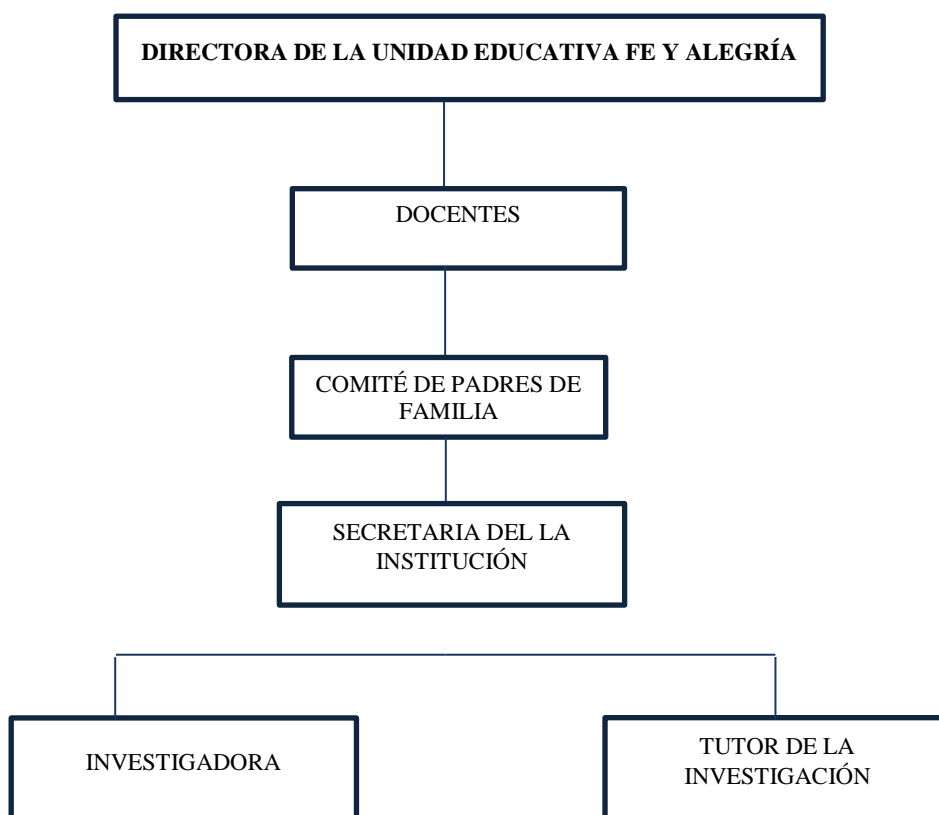 DIRECTORA DE LA UNIDAD EDUCATIVA FE Y ALEGRÍA
DOCENTES
COMITÉ DE PADRES DE
FAMILIA
SECRETARIA DEL LA
INSTITUCIÓN
INVESTIGADORA
TUTOR DE LA
INVESTIGACIÓN